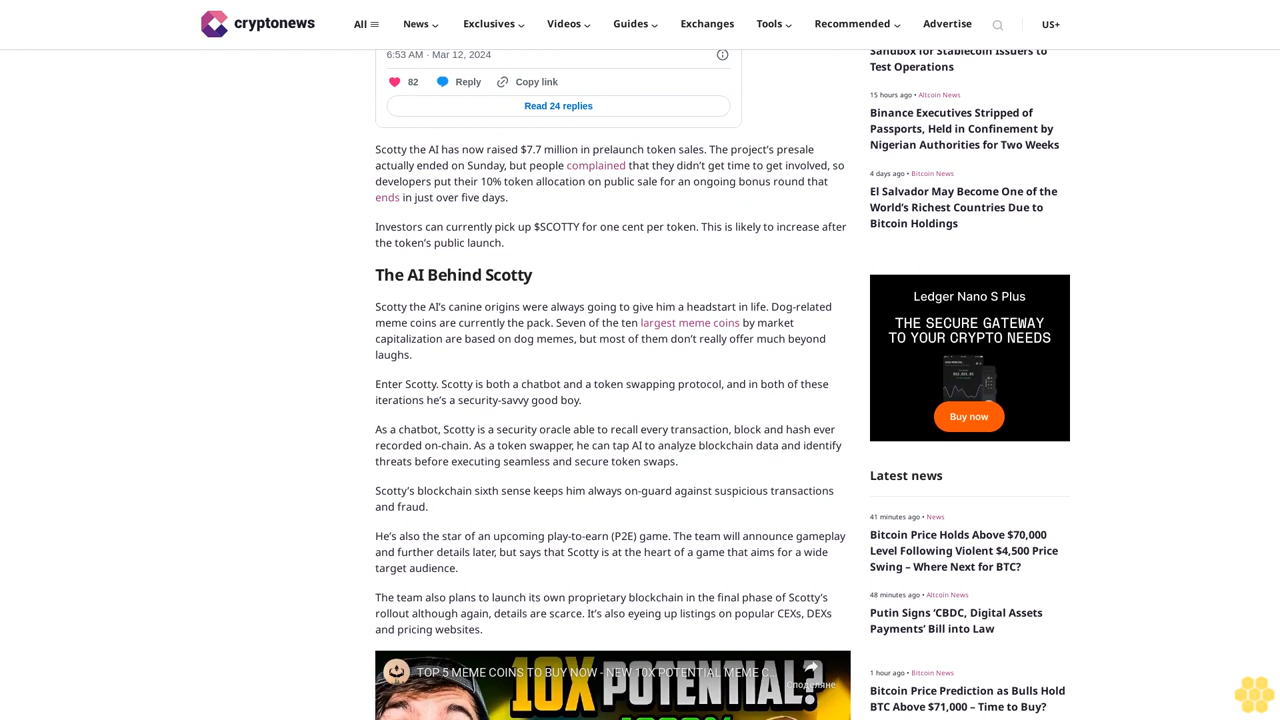 cryptonews
All
News
Exclusives
Videos
Guides
Exchanges
Tools
Recommended
Advertise
US+
6:53 AM · Mar 12, 2024
82
Reply
Copy link
Read 24 replies
Scotty the AI has now raised $7.7 million in prelaunch token sales. The project's presale
actually ended on Sunday, but people complained that they didn't get time to get involved, so
developers put their 10% token allocation on public sale for an ongoing bonus round that
ends in just over five days.
Investors can currently pick up $SCOTTY for one cent per token. This is likely to increase after
the token's public launch.
The AI Behind Scotty
Scotty the AI's canine origins were always going to give him a headstart in life. Dog-related
meme coins are currently the pack. Seven of the ten largest meme coins by market
capitalization are based on dog memes, but most of them don't really offer much beyond
laughs.
Enter Scotty. Scotty is both a chatbot and a token swapping protocol, and in both of these
iterations he's a security-savvy good boy.
As a chatbot, Scotty is a security oracle able to recall every transaction, block and hash ever
recorded on-chain. As a token swapper, he can tap AI to analyze blockchain data and identify
threats before executing seamless and secure token swaps.
Scotty's blockchain sixth sense keeps him always on-guard against suspicious transactions
and fraud.
He's also the star of an upcoming play-to-earn (P2E) game. The team will announce gameplay
and further details later, but says that Scotty is at the heart of a game that aims for a wide
target audience.
The team also plans to launch its own proprietary blockchain in the final phase of Scotty's
rollout although again, details are scarce. It's also eyeing up listings on popular CEXs, DEXs
and pricing websites.
TOP 5 MEME COINS TO BUY NOW - NEW 10X POTENTIAL MEME C...
Споделяне
10X POTENTIAL?
Sandbox for Stablecoin Issuers to
Test Operations
15 hours ago • Altcoin News
Binance Executives Stripped of
Passports, Held in Confinement by
Nigerian Authorities for Two Weeks
4 days ago • Bitcoin News
El Salvador May Become One of the
World's Richest Countries Due to
Bitcoin Holdings
Ledger Nano S Plus
THE SECURE GATEWAY
TO YOUR CRYPTO NEEDS
Buy now
Latest news
41 minutes ago • News
Bitcoin Price Holds Above $70,000
Level Following Violent $4,500 Price
Swing – Where Next for BTC?
48 minutes ago • Altcoin News
Putin Signs 'CBDC, Digital Assets
Payments' Bill into Law
1 hour ago • Bitcoin News
Bitcoin Price Prediction as Bulls Hold
BTC Above $71,000 – Time to Buy?